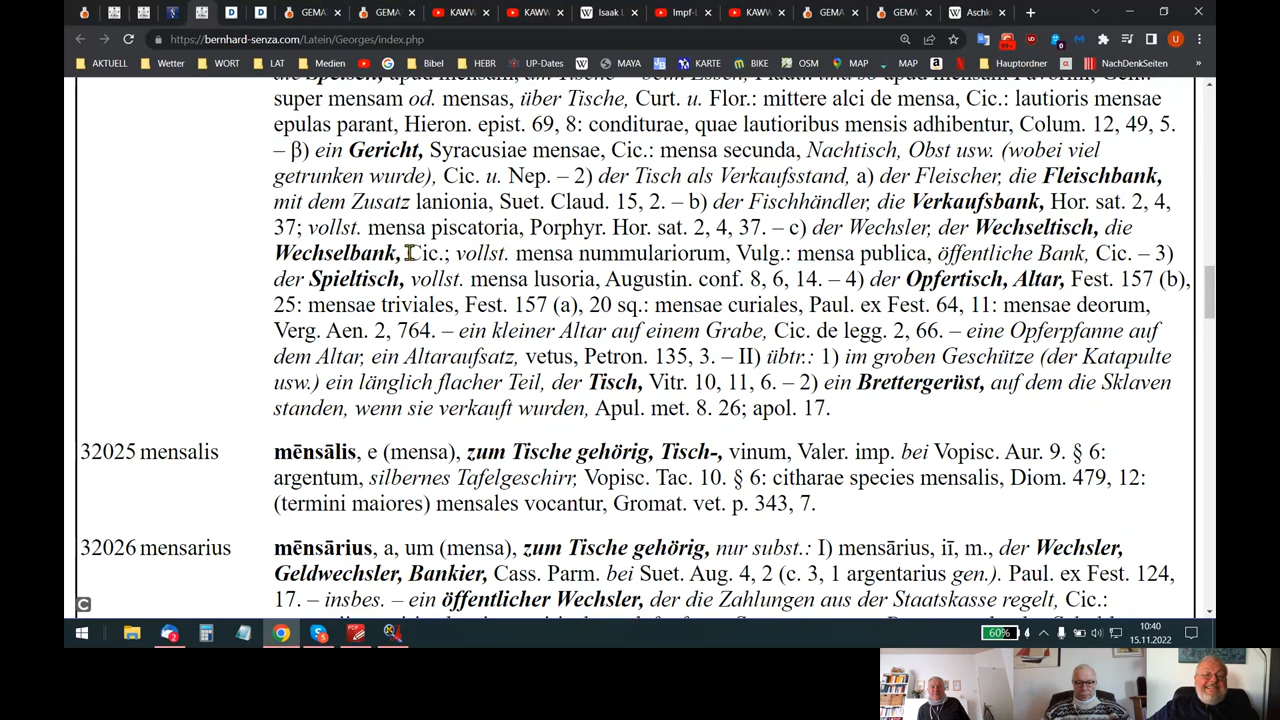 GEMA
GEMA
KAWW
KAWW
Isaak L
Impf-L
KAWW
GEMA
GEMA
Aschke
https://bernhard-senza.com/Latein/Georges/index.php
AKTUELL
Wetter
WORT
LAT
Medien
Bibel
HEBR
UP-Dates
MAYA
KARTE
BIKE
OSM
MAP
MAP
Hauptordner
NachDenkSeiten
super mensam od. mensas, über Tische, Curt. u. Flor.: mittere alci de mensa, Cic.: lautioris mensae
epulas parant, Hieron. epist. 69, 8: conditurae, quae lautioribus mensis adhibentur, Colum. 12, 49, 5.
– β) ein Gericht, Syracusiae mensae, Cic.: mensa secunda, Nachtisch, Obst usw. (wobei viel
getrunken wurde), Cic. u. Nep. – 2) der Tisch als Verkaufsstand, a) der Fleischer, die Fleischbank,
mit dem Zusatz lanionia, Suet. Claud. 15, 2. – b) der Fischhändler, die Verkaufsbank, Hor. sat. 2, 4,
37; vollst. mensa piscatoria, Porphyr. Hor. sat. 2, 4, 37. – c) der Wechsler, der Wechseltisch, die
Wechselbank, Cic.; vollst. mensa nummulariorum, Vulg.: mensa publica, öffentliche Bank, Cic. – 3)
der Spieltisch, vollst. mensa lusoria, Augustin. conf. 8, 6, 14. – 4) der Opfertisch, Altar, Fest. 157 (b),
25: mensae triviales, Fest. 157 (a), 20 sq.: mensae curiales, Paul. ex Fest. 64, 11: mensae deorum,
Verg. Aen. 2, 764. – ein kleiner Altar auf einem Grabe, Cic. de legg. 2, 66. – eine Opferpfanne auf
dem Altar, ein Altaraufsatz, vetus, Petron. 135, 3. – II) übtr.: 1) im groben Geschütze (der Katapulte
usw.) ein länglich flacher Teil, der Tisch, Vitr. 10, 11, 6. – 2) ein Brettergerüst, auf dem die Sklaven
standen, wenn sie verkauft wurden, Apul. met. 8. 26; apol. 17.
32025 mensalis mēnsālis, e (mensa), zum Tische gehörig, Tisch-, vinum, Valer. imp. bei Vopisc. Aur. 9. § 6:
argentum, silbernes Tafelgeschirr, Vopisc. Tac. 10. § 6: citharae species mensalis, Diom. 479, 12:
(termini maiores) mensales vocantur, Gromat. vet. p. 343, 7.
32026 mensarius mēnsārius, a, um (mensa), zum Tische gehörig, nur subst.: I) mensārius, iī, m., der Wechsler,
Geldwechsler, Bankier, Cass. Parm. bei Suet. Aug. 4, 2 (c. 3, 1 argentarius gen.). Paul. ex Fest. 124,
17. – insbes. – ein öffentlicher Wechsler, der die Zahlungen aus der Staatskasse regelt, Cic.:
60%
10:40
15.11.2022